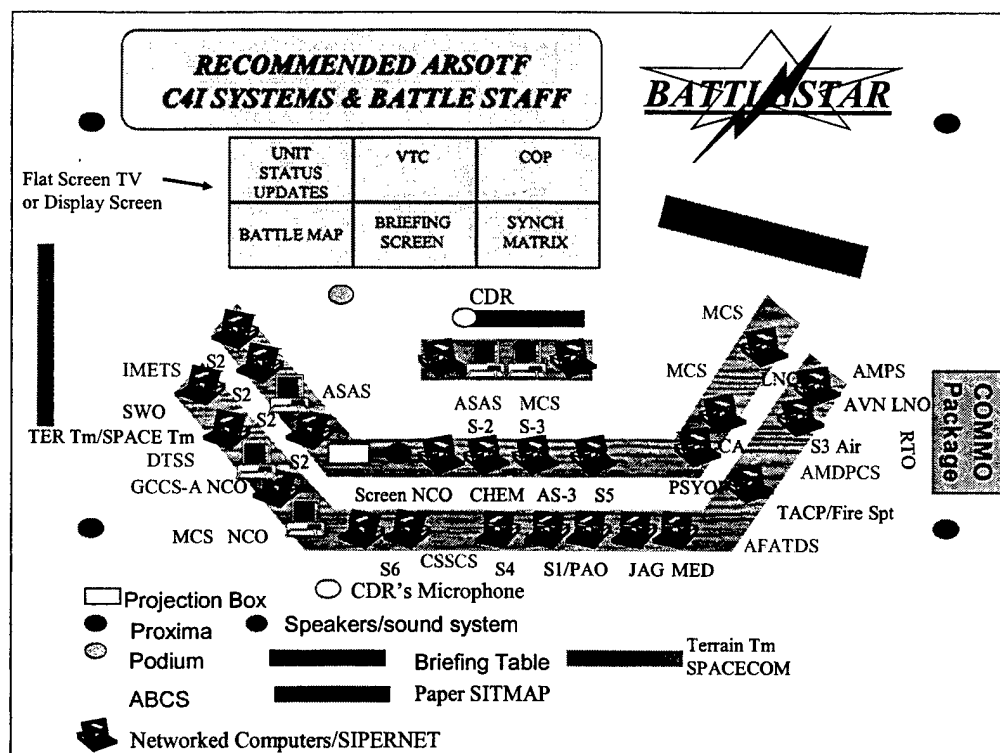 RECOMMENDED ARSOTF
C4I SYSTEMS & BATTLE STAFF
BATTLESTAR
Flat Screen TV
or Display Screen
UNIT
STATUS
UPDATES
VTC
COP
BATTLE MAP
BRIEFING
SCREEN
SYNCH
MATRIX
CDR
MCS
IMETS
S2
ASAS
MCS
LNO
AMPS
SWO
S2
ASAS
S-2
MCS
S-3
AVN LNO
COMMO
Package
TER Tm/SPACE Tm
S2
CA
S3 Air
RTO
DTSS
S2
AMDPCS
GCCS-A NCO
Screen NCO
CHEM
AS-3
S5
PSYOP
TACP/Fire Spt
MCS NCO
AFATDS
S6
CSSCS
S4
S1/PAO
JAG MED
CDR's Microphone
Projection Box
Proxima
Speakers/sound system
Podium
Briefing Table
Terrain Tm
SPACECOM
ABCS
Paper SITMAP
Networked Computers/SIPERNET